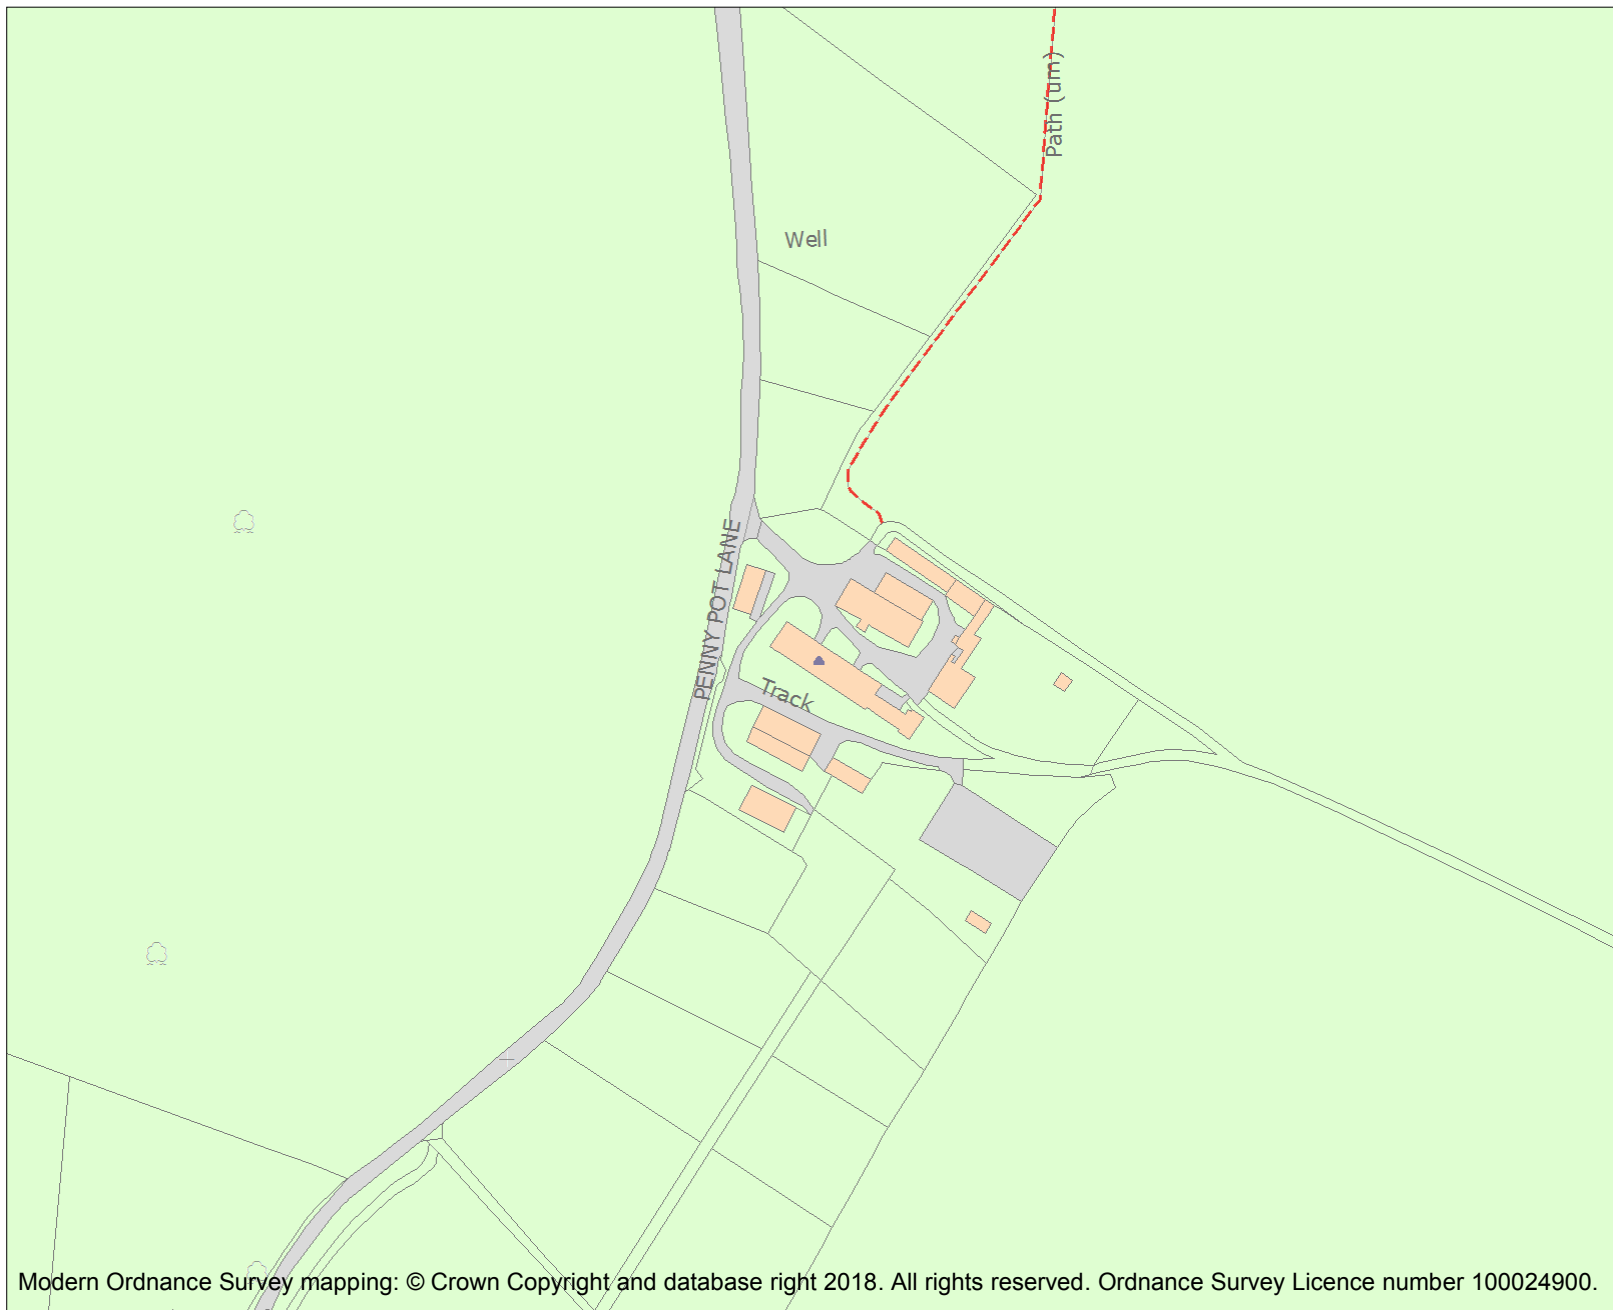 Path (um)
Well
PENNY POT LANE
Track
Modern Ordnance Survey mapping: © Crown Copyright and database right 2018. All rights reserved. Ordnance Survey Licence number 100024900.